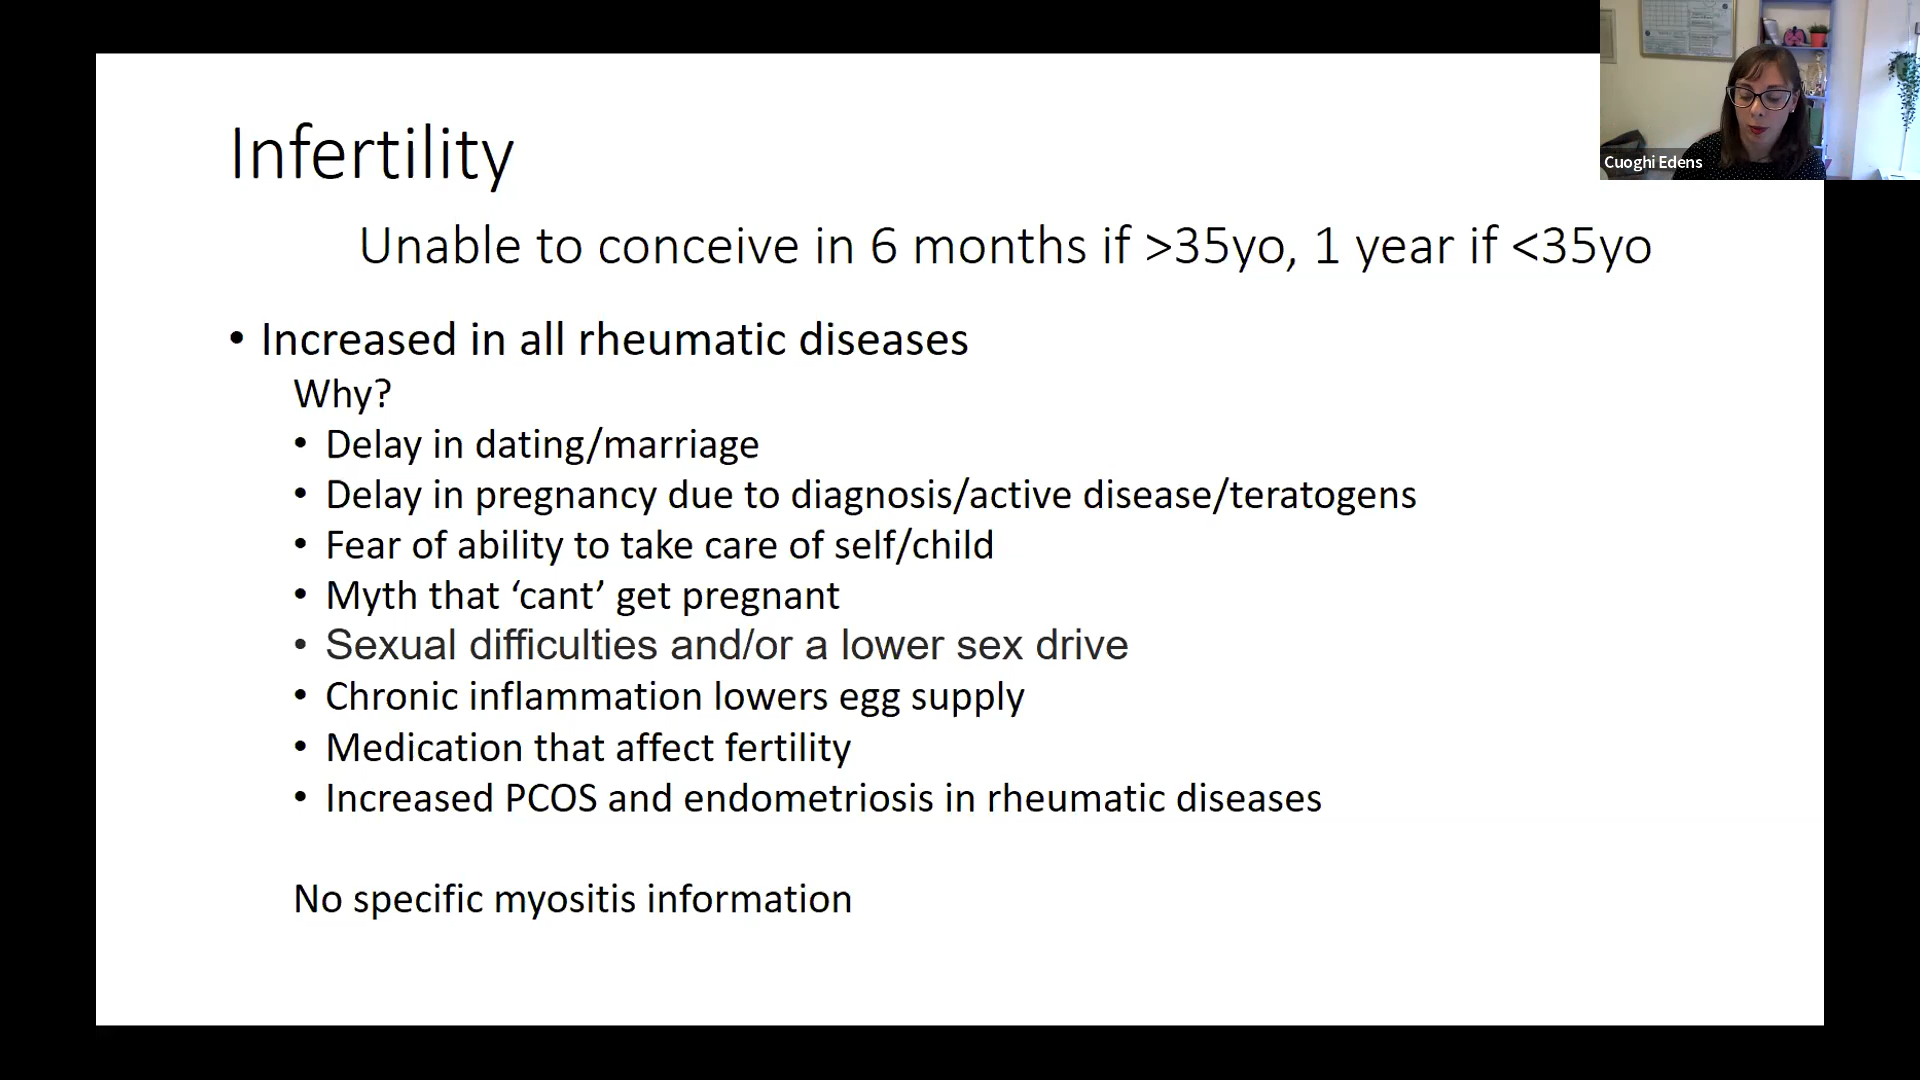 Infertility
Unable to conceive in 6 months if >35yo, 1 year if <35yo
• Increased in all rheumatic diseases
Why?
• Delay in dating/marriage
• Delay in pregnancy due to diagnosis/active disease/teratogens
• Fear of ability to take care of self/child
• Myth that ‘cant’ get pregnant
• Sexual difficulties and/or a lower sex drive
• Chronic inflammation lowers egg supply
• Medication that affect fertility
• Increased PCOS and endometriosis in rheumatic diseases
No specific myositis information
Cuoghi Edens